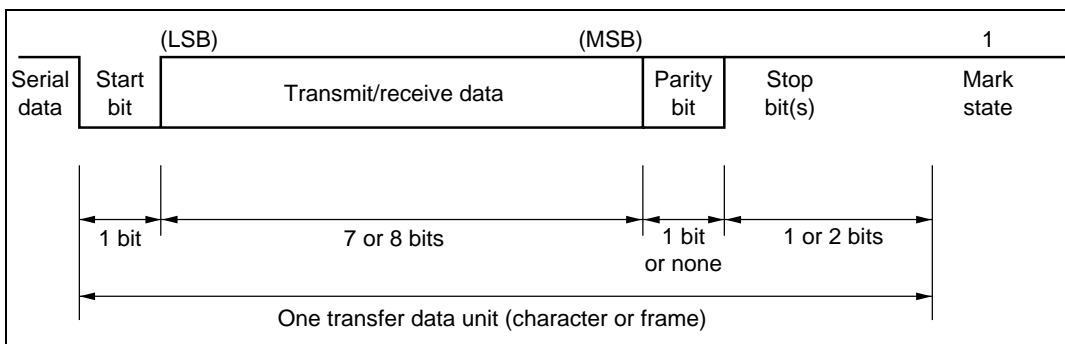 (LSB) (MSB) 1
Serial Start Transmit/receive data Parity Stop Mark
data bit bit bit(s) state
1 bit 7 or 8 bits 1 bit 1 or 2 bits
or none
One transfer data unit (character or frame)